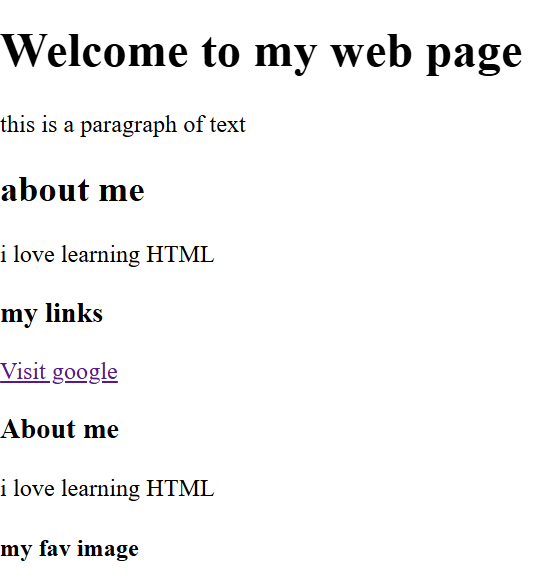 Welcome to my web page
this is a paragraph of text
about me
i love learning HTML
my links
Visit google
About me
i love learning HTML
my fav image